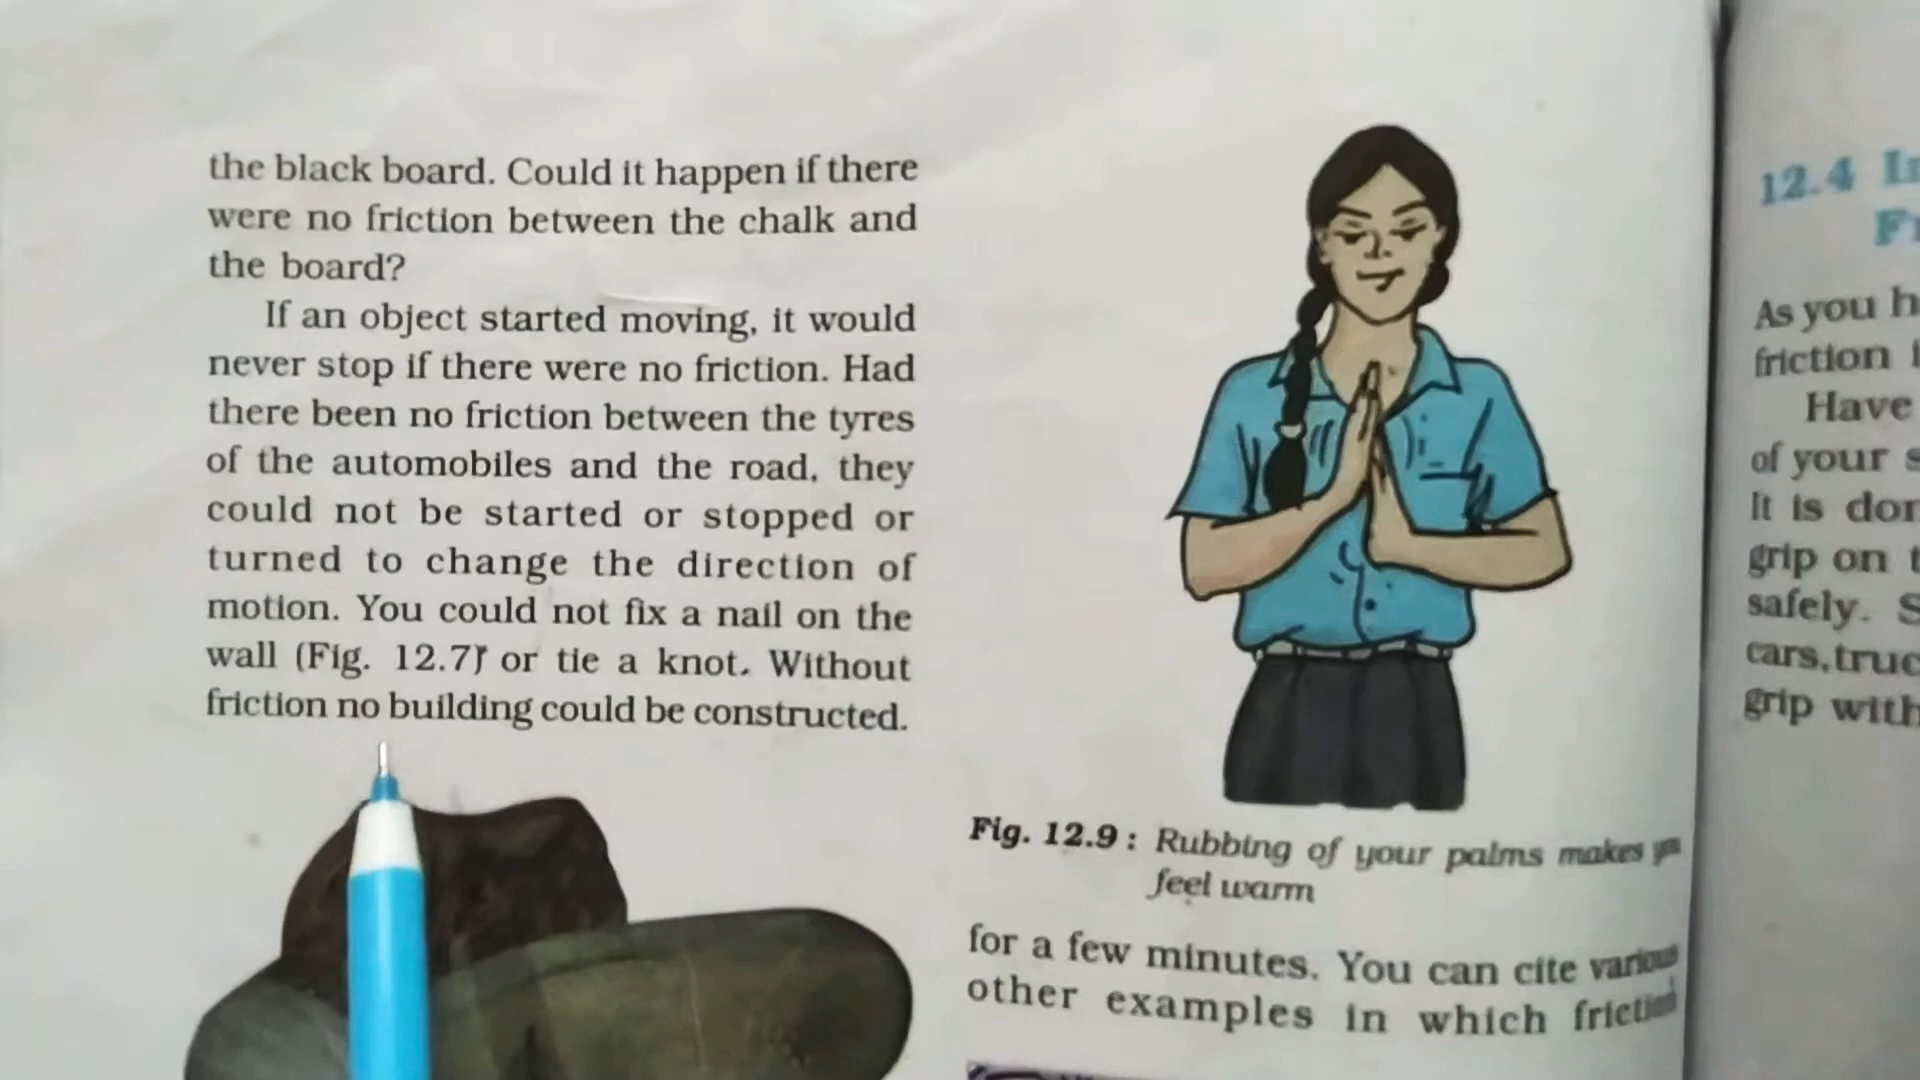 the black board. Could it happen if there
were no friction between the chalk and
the board?
If an object started moving, it would
never stop if there were no friction. Had
there been no friction between the tyres
of the automobiles and the road, they
could not be started or stopped or
turned to change the direction of
motion. You could not fix a nail on the
wall (Fig. 12.7) or tie a knot. Without
friction no building could be constructed.
Fig. 12.9 : Rubbing of your palms makes you
feel warm
for a few minutes. You can cite various
other examples in which friction
12.4
As you
friction
Have
of your
It is
grip on
safely.
cars,
grip with